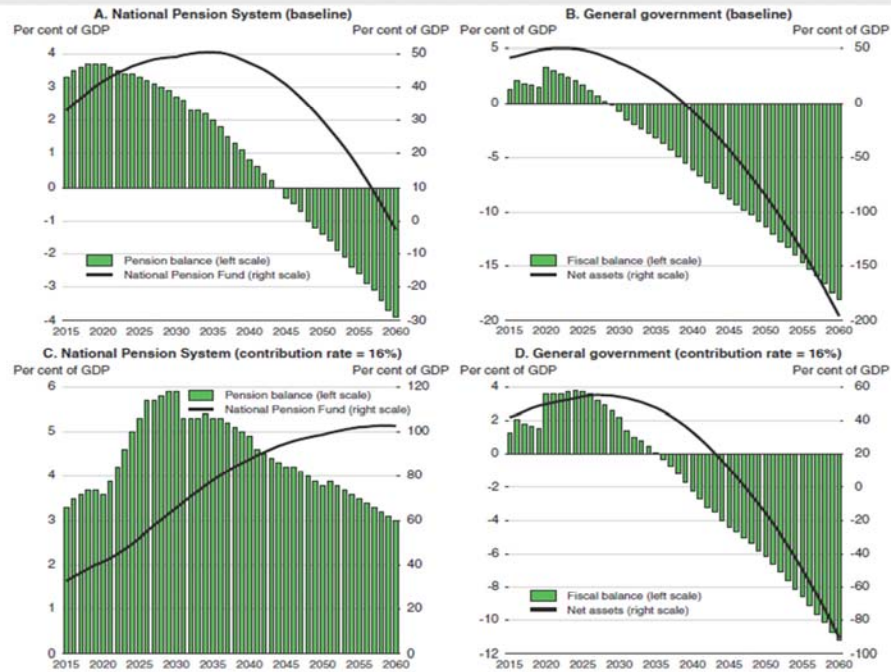 A. National Pension System (baseline)
Per cent of GDP Per cent of GDP
4 50
3 40
2 30
1 20
0 10
-1 0
-2 -10
-3 -20
-4 -30
Pension balance (left scale)
National Pension Fund (right scale)
2015 2020 2025 2030 2035 2040 2045 2050 2055 2060
B. General government (baseline)
Per cent of GDP Per cent of GDP
5 50
0 0
-5 -50
-10 -100
-15 -150
-20 -200
Fiscal balance (left scale)
Net assets (right scale)
2015 2020 2025 2030 2035 2040 2045 2050 2055 2060
C. National Pension System (contribution rate = 16%)
Per cent of GDP Per cent of GDP
6 120
5 100
4 80
3 60
2 40
1 20
0 0
Pension balance (left scale)
National Pension Fund (right scale)
2015 2020 2025 2030 2035 2040 2045 2050 2055 2060
D. General government (contribution rate = 16%)
Per cent of GDP Per cent of GDP
4 60
2 40
0 20
-2 0
-4 -20
-6 -40
-8 -60
-10 -80
-12 -100
Fiscal balance (left scale)
Net assets (right scale)
2015 2020 2025 2030 2035 2040 2045 2050 2055 2060